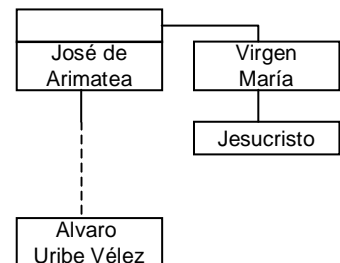 José de
Arimatea
Virgen
María
Jesucristo
Alvaro
Uribe Vélez